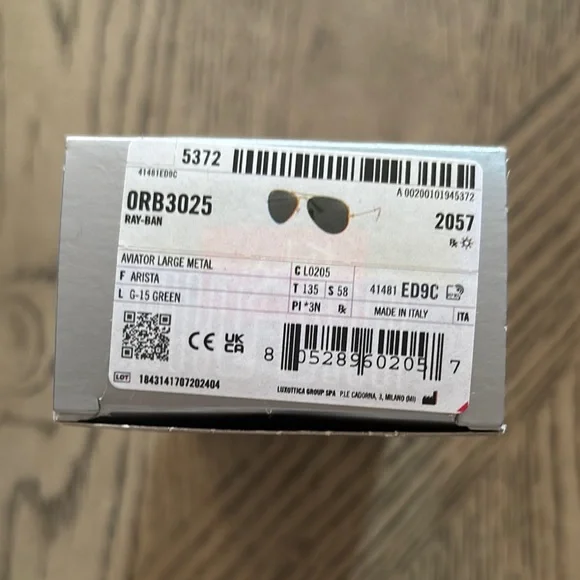 5372
41481ED9C
A 00200101945372
0RB3025
RAY-BAN
2057
℞
AVIATOR LARGE METAL
F ARISTA
L G-15 GREEN
C L0205
T 135 S 58
PI *3N ℞
41481 ED9C
MADE IN ITALY
ITA
CE UK CA
8 052896 020557
LOT 1843141707202404
LUXOTTICA GROUP SPA P.LE CADORNA, 3, MILANO (MI)